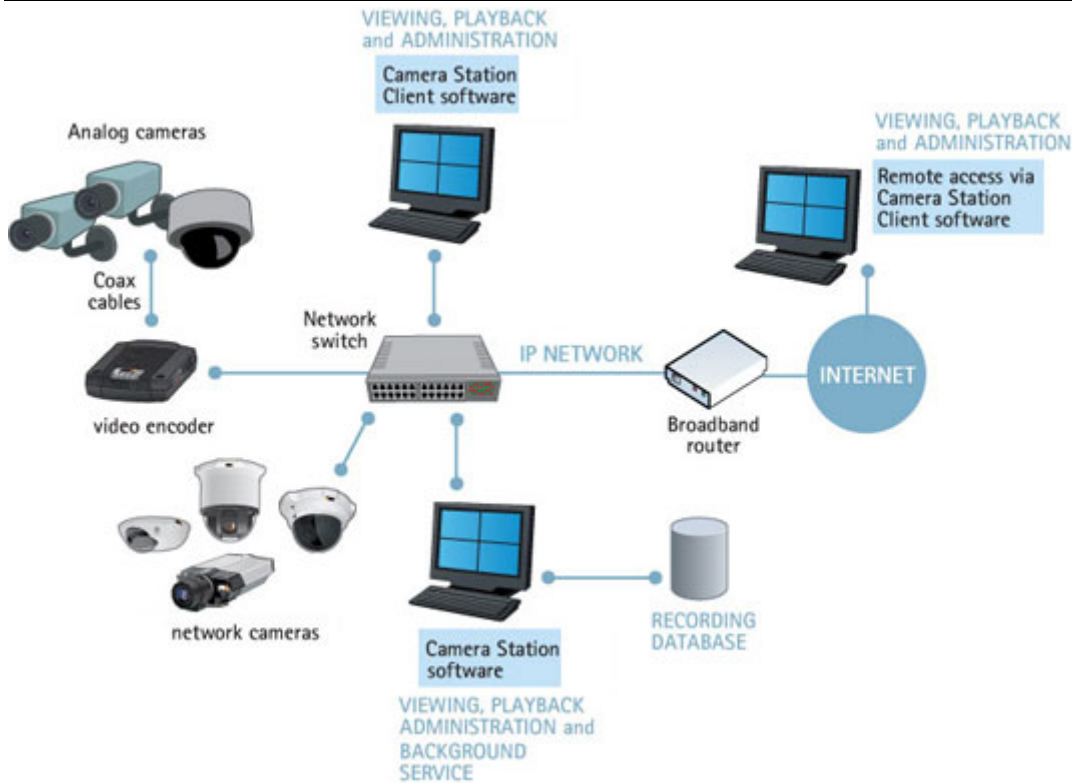 VIEWING, PLAYBACK
and ADMINISTRATION
Camera Station
Client software
Analog cameras
VIEWING, PLAYBACK
and ADMINISTRATION
Remote access via
Camera Station
Client software
Coax
cables
Network
switch
IP NETWORK
INTERNET
video encoder
Broadband
router
network cameras
RECORDING
DATABASE
Camera Station
software
VIEWING, PLAYBACK
ADMINISTRATION and
BACKGROUND
SERVICE